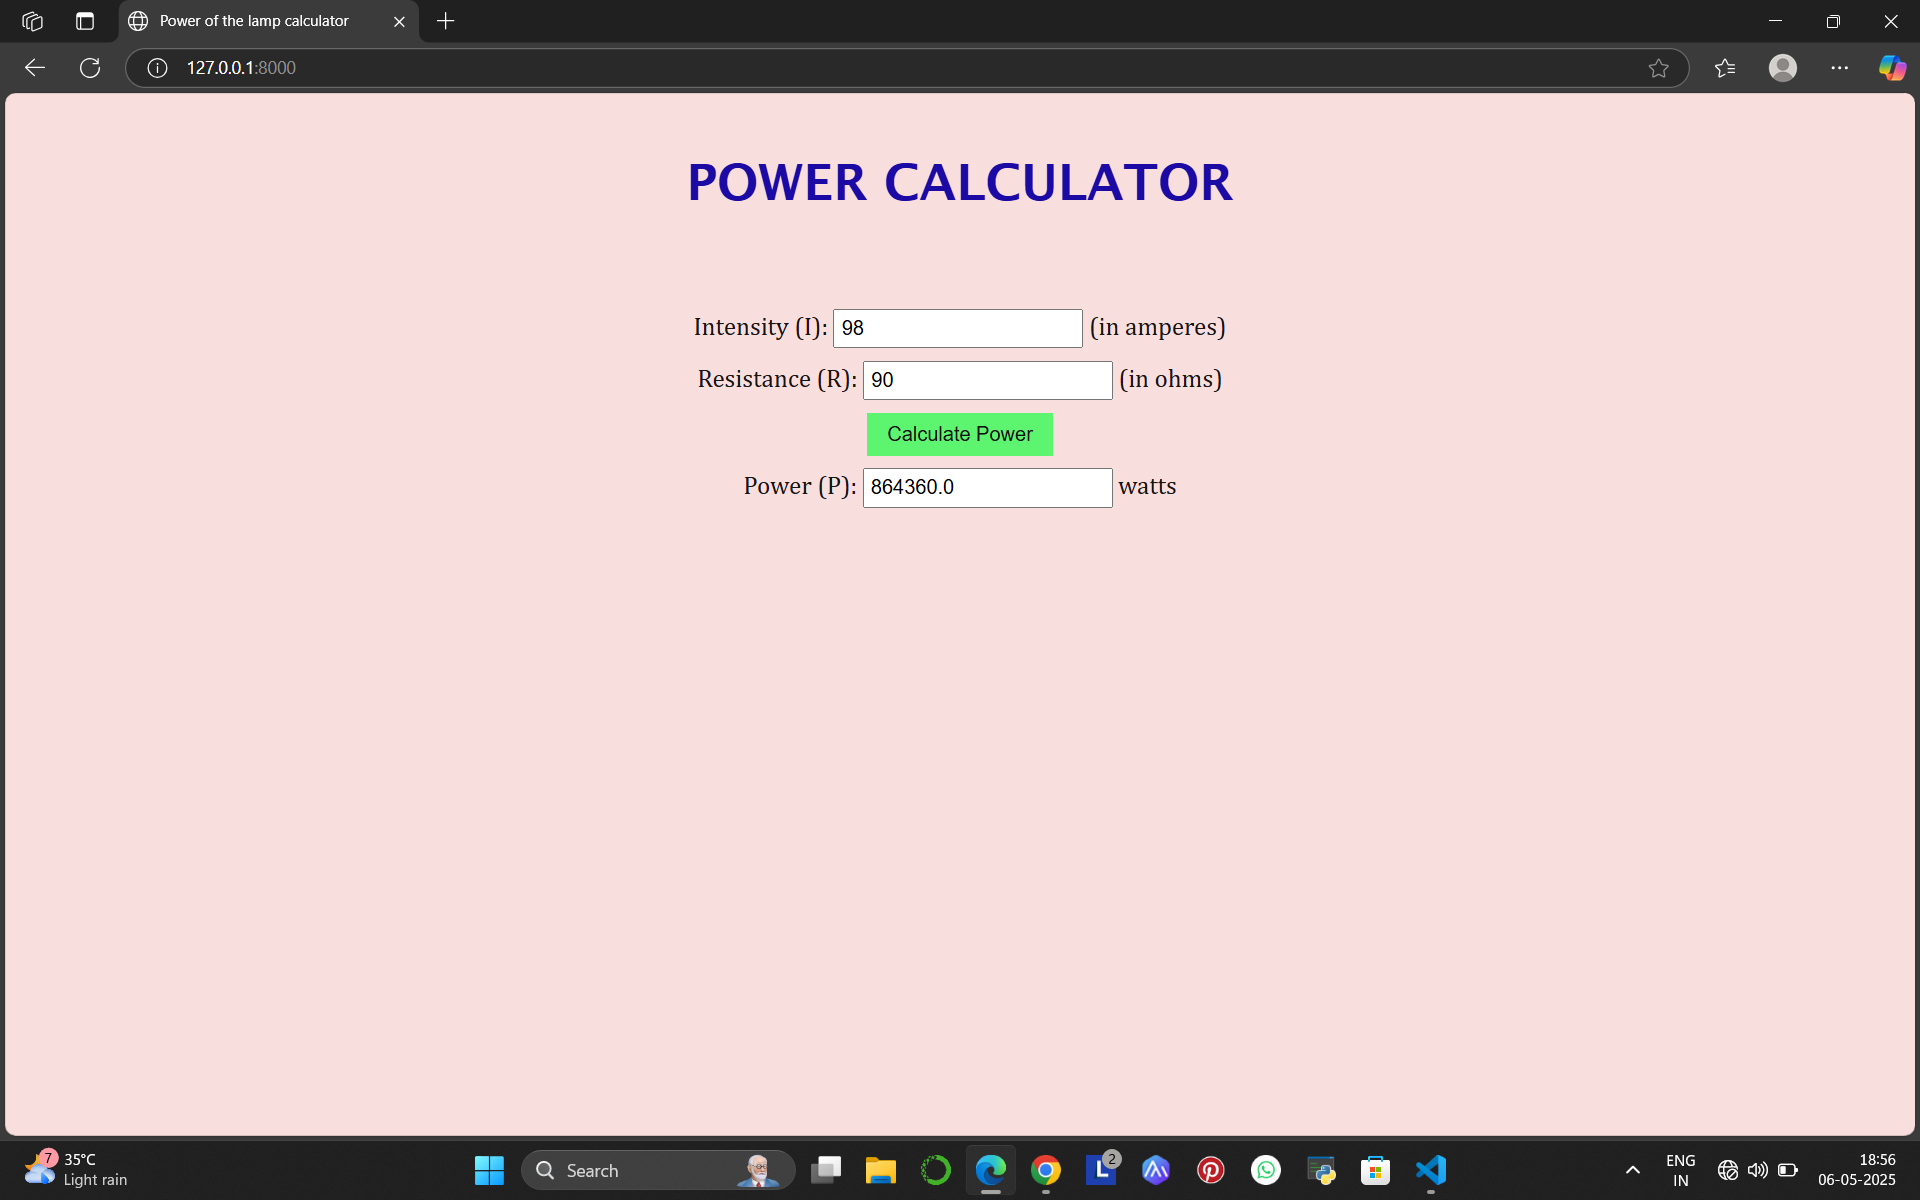 Power of the lamp calculator
127.0.0.1:8000
POWER CALCULATOR
Intensity (I): 98 (in amperes)
Resistance (R): 90 (in ohms)
Calculate Power
Power (P): 864360.0 watts
7
35°C
Light rain
Search
L
2
ENG
IN
18:56
06-05-2025